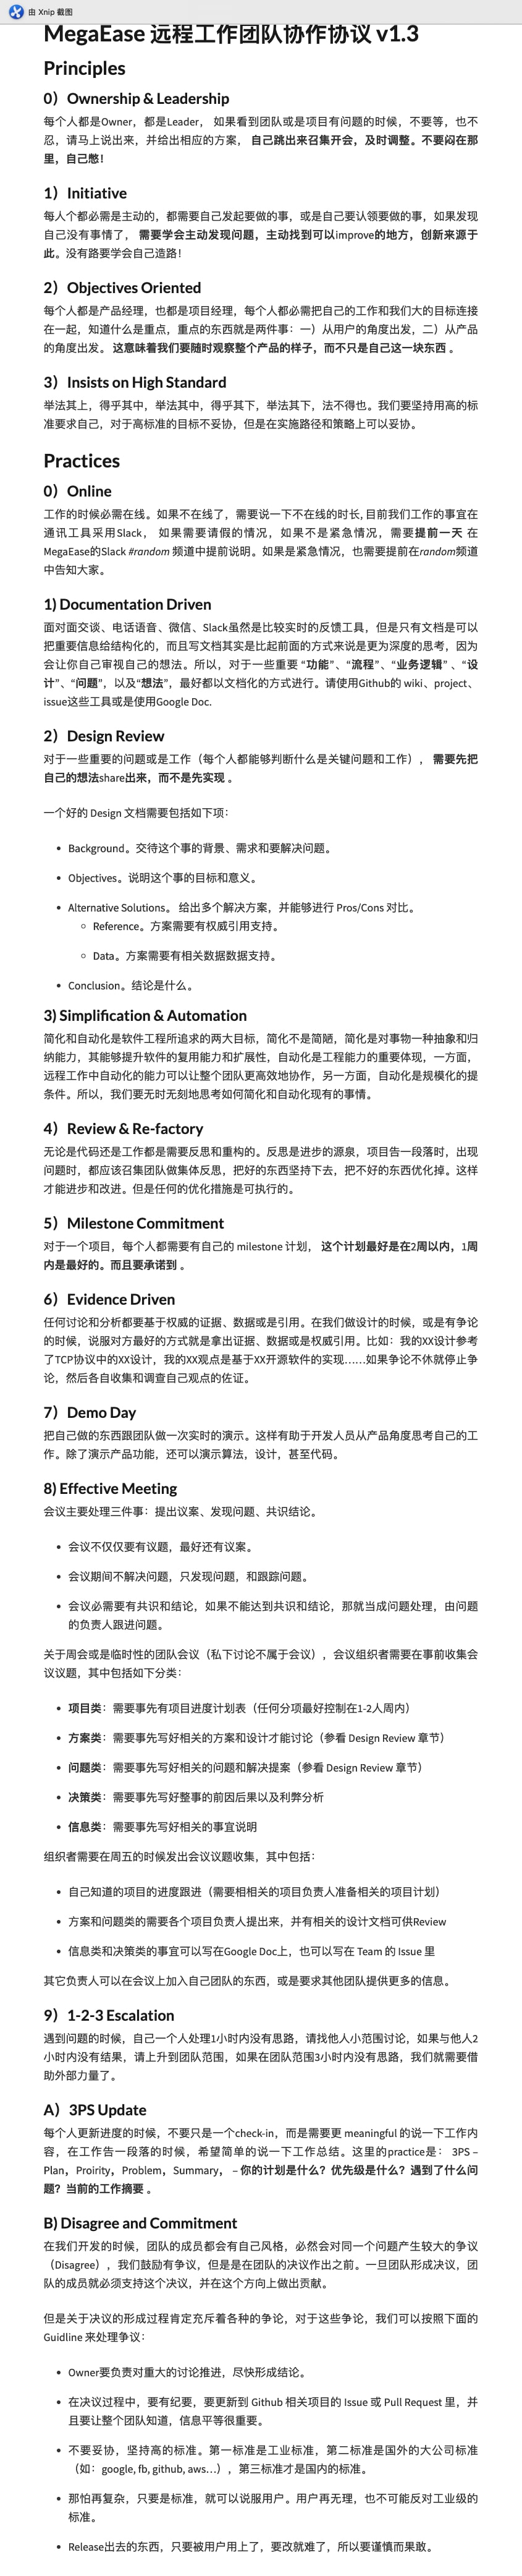 由 Xnip 截图
MegaEase 远程工作团队协作协议 v1.3
Principles
0）Ownership & Leadership
每个人都是Owner，都是Leader， 如果看到团队或是项目有问题的时候，不要等，也不
忍，请马上说出来，并给出相应的方案， 自己跳出来召集开会，及时调整。不要闷在那
里，自己憋！
1）Initiative
每人个都必需是主动的，都需要自己发起要做的事，或是自己要认领要做的事，如果发现
自己没有事情了， 需要学会主动发现问题，主动找到可以improve的地方，创新来源于
此。没有路要学会自己造路！
2）Objectives Oriented
每个人都是产品经理，也都是项目经理，每个人都必需把自己的工作和我们大的目标连接
在一起，知道什么是重点，重点的东西就是两件事：一）从用户的角度出发，二）从产品
的角度出发。 这意味着我们要随时观察整个产品的样子，而不只是自己这一块东西 。
3）Insists on High Standard
举法其上，得乎其中，举法其中，得乎其下，举法其下，法不得也。我们要坚持用高的标
准要求自己，对于高标准的目标不妥协，但是在实施路径和策略上可以妥协。
Practices
0）Online
工作的时候必需在线。如果不在线了，需要说一下不在线的时长, 目前我们工作的事宜在
通讯工具采用Slack， 如果需要请假的情况，如果不是紧急情况，需要提前一天 在
MegaEase的Slack #random 频道中提前说明。如果是紧急情况，也需要提前在random频道
中告知大家。
1) Documentation Driven
面对面交谈、电话语音、微信、Slack虽然是比较实时的反馈工具，但是只有文档是可以
把重要信息给结构化的，而且写文档其实是比起前面的方式来说是更为深度的思考，因为
会让你自己审视自己的想法。所以，对于一些重要 “功能”、“流程”、“业务逻辑” 、“设
计”、“问题”，以及“想法”，最好都以文档化的方式进行。请使用Github的 wiki、project、
issue这些工具或是使用Google Doc.
2）Design Review
对于一些重要的问题或是工作（每个人都能够判断什么是关键问题和工作）， 需要先把
自己的想法share出来，而不是先实现 。
一个好的 Design 文档需要包括如下项：
• Background。交待这个事的背景、需求和要解决问题。
• Objectives。说明这个事的目标和意义。
• Alternative Solutions。 给出多个解决方案，并能够进行 Pros/Cons 对比。
◦ Reference。方案需要有权威引用支持。
◦ Data。方案需要有相关数据数据支持。
• Conclusion。结论是什么。
3) Simplification & Automation
简化和自动化是软件工程所追求的两大目标，简化不是简陋，简化是对事物一种抽象和归
纳能力，其能够提升软件的复用能力和扩展性，自动化是工程能力的重要体现，一方面，
远程工作中自动化的能力可以让整个团队更高效地协作，另一方面，自动化是规模化的提
条件。所以，我们要无时无刻地思考如何简化和自动化现有的事情。
4）Review & Re-factory
无论是代码还是工作都是需要反思和重构的。反思是进步的源泉，项目告一段落时，出现
问题时，都应该召集团队做集体反思，把好的东西坚持下去，把不好的东西优化掉。这样
才能进步和改进。但是任何的优化措施是可执行的。
5）Milestone Commitment
对于一个项目，每个人都需要有自己的 milestone 计划， 这个计划最好是在2周以内，1周
内是最好的。而且要承诺到 。
6）Evidence Driven
任何讨论和分析都要基于权威的证据、数据或是引用。在我们做设计的时候，或是有争论
的时候，说服对方最好的方式就是拿出证据、数据或是权威引用。比如：我的XX设计参考
了TCP协议中的XX设计，我的XX观点是基于XX开源软件的实现……如果争论不休就停止争
论，然后各自收集和调查自己观点的佐证。
7）Demo Day
把自己做的东西跟团队做一次实时的演示。这样有助于开发人员从产品角度思考自己的工
作。除了演示产品功能，还可以演示算法，设计，甚至代码。
8) Effective Meeting
会议主要处理三件事：提出议案、发现问题、共识结论。
• 会议不仅仅要有议题，最好还有议案。
• 会议期间不解决问题，只发现问题，和跟踪问题。
• 会议必需要有共识和结论，如果不能达到共识和结论，那就当成问题处理，由问题
的负责人跟进问题。
关于周会或是临时性的团队会议（私下讨论不属于会议），会议组织者需要在事前收集会
议议题，其中包括如下分类：
• 项目类：需要事先有项目进度计划表（任何分项最好控制在1-2人周内）
• 方案类：需要事先写好相关的方案和设计才能讨论（参看 Design Review 章节）
• 问题类：需要事先写好相关的问题和解决提案（参看 Design Review 章节）
• 决策类：需要事先写好整事的前因后果以及利弊分析
• 信息类：需要事先写好相关的事宜说明
组织者需要在周五的时候发出会议议题收集，其中包括：
• 自己知道的项目的进度跟进（需要相相关的项目负责人准备相关的项目计划）
• 方案和问题类的需要各个项目负责人提出来，并有相关的设计文档可供Review
• 信息类和决策类的事宜可以写在Google Doc上，也可以写在 Team 的 Issue 里
其它负责人可以在会议上加入自己团队的东西，或是要求其他团队提供更多的信息。
9）1-2-3 Escalation
遇到问题的时候，自己一个人处理1小时内没有思路，请找他人小范围讨论，如果与他人2
小时内没有结果，请上升到团队范围，如果在团队范围3小时内没有思路，我们就需要借
助外部力量了。
A）3PS Update
每个人更新进度的时候，不要只是一个check-in，而是需要更 meaningful 的说一下工作内
容，在工作告一段落的时候，希望简单的说一下工作总结。这里的practice是： 3PS –
Plan，Proirity，Problem，Summary， – 你的计划是什么？优先级是什么？遇到了什么问
题？当前的工作摘要 。
B) Disagree and Commitment
在我们开发的时候，团队的成员都会有自己风格，必然会对同一个问题产生较大的争议
（Disagree），我们鼓励有争议，但是是在团队的决议作出之前。一旦团队形成决议，团
队的成员就必须支持这个决议，并在这个方向上做出贡献。
但是关于决议的形成过程肯定充斥着各种的争论，对于这些争论，我们可以按照下面的
Guidline 来处理争议：
• Owner要负责对重大的讨论推进，尽快形成结论。
• 在决议过程中，要有纪要，要更新到 Github 相关项目的 Issue 或 Pull Request 里，并
且要让整个团队知道，信息平等很重要。
• 不要妥协，坚持高的标准。第一标准是工业标准，第二标准是国外的大公司标准
（如：google, fb, github, aws…），第三标准才是国内的标准。
• 那怕再复杂，只要是标准，就可以说服用户。用户再无理，也不可能反对工业级的
标准。
• Release出去的东西，只要被用户用上了，要改就难了，所以要谨慎而果敢。